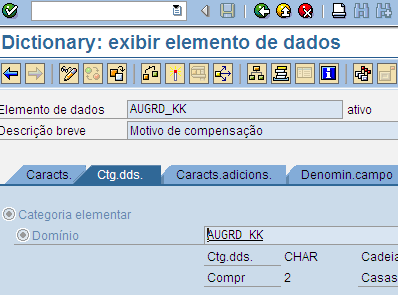 Dictionary: exibir elemento de dados
Elemento de dados AUGRD_KK ativo
Descrição breve Motivo de compensação
Caracts. Ctg.dds. Caracts.adicions. Denomin.campo
Categoria elementar
Domínio AUGRD_KK
Ctg.dds. CHAR Cadeia
Compr 2 Casas